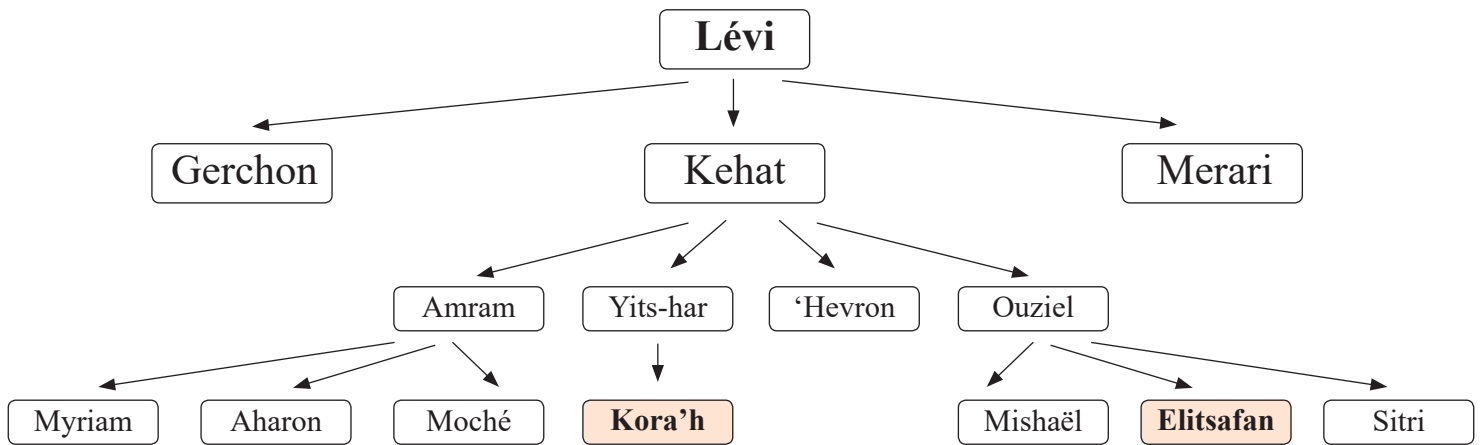 Lévi
Gerchon Kehat Merari
Amram Yits-har ‘Hevron Ouziel
Myriam Aharon Moché Kora’h Mishaël Elitsafan Sitri